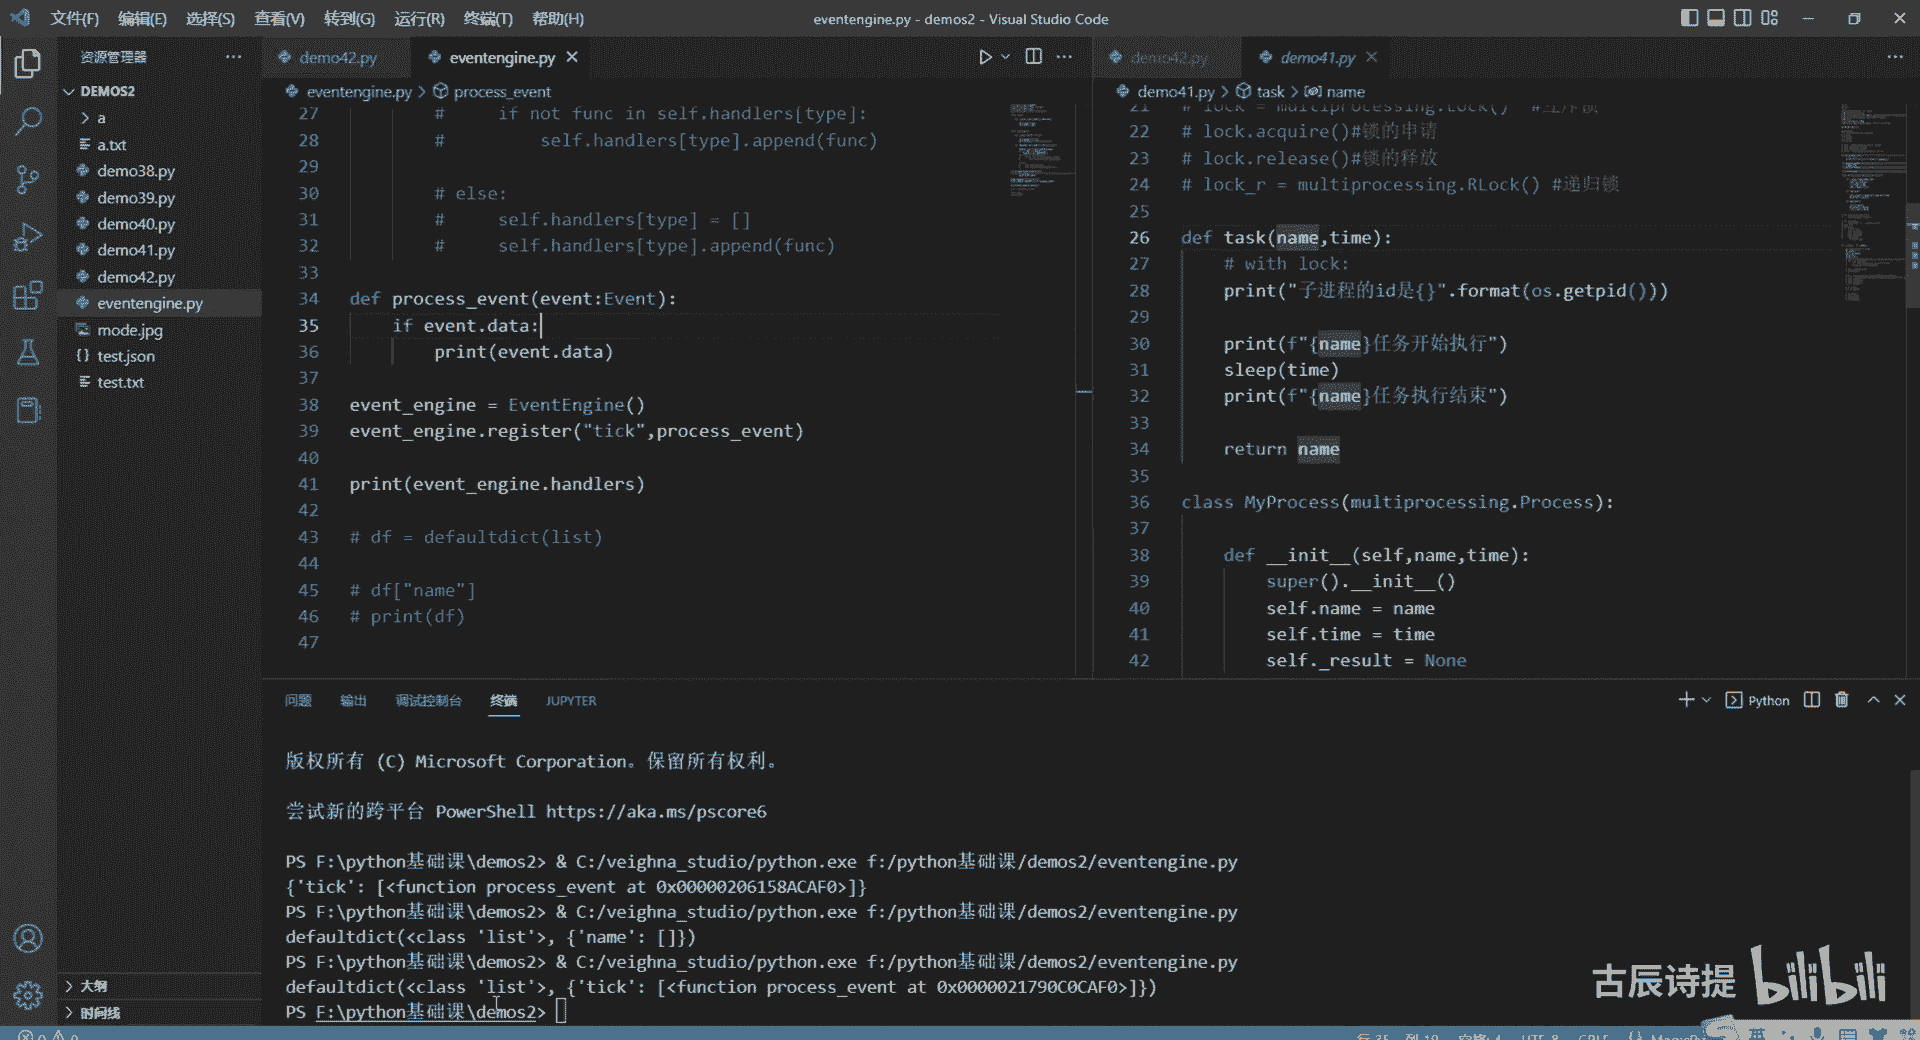 文件(F) 编辑(E) 选择(S) 查看(V) 转到(G) 运行(R) 终端(T) 帮助(H)
eventengine.py - demos2 - Visual Studio Code
资源管理器
DEMOS2
a
a.txt
demo38.py
demo39.py
demo40.py
demo41.py
demo42.py
eventengine.py
mode.jpg
test.json
test.txt
大纲
时间线
demo42.py eventengine.py
eventengine.py > process_event
27 # if not func in self.handlers[type]:
28 # self.handlers[type].append(func)
29
30 # else:
31 # self.handlers[type] = []
32 # self.handlers[type].append(func)
33
34 def process_event(event:Event):
35 if event.data:
36 print(event.data)
37
38 event_engine = EventEngine()
39 event_engine.register("tick",process_event)
40
41 print(event_engine.handlers)
42
43 # df = defaultdict(list)
44
45 # df["name"]
46 # print(df)
47
demo42.py demo41.py
demo41.py > task > name
21 # lock = multiprocessing.Lock()
22 # lock.acquire()#锁的申请
23 # lock.release()#锁的释放
24 # lock_r = multiprocessing.RLock() #递归锁
25
26 def task(name,time):
27 # with lock:
28 print("子进程的id是{}".format(os.getpid()))
29
30 print(f"{name}任务开始执行")
31 sleep(time)
32 print(f"{name}任务执行结束")
33
34 return name
35
36 class MyProcess(multiprocessing.Process):
37
38 def __init__(self,name,time):
39 super().__init__()
40 self.name = name
41 self.time = time
42 self._result = None
问题 输出 调试控制台 终端 JUPYTER
Python
版权所有 (C) Microsoft Corporation。保留所有权利。
尝试新的跨平台 PowerShell https://aka.ms/pscore6
PS F:\python基础课\demos2> & C:/veighna_studio/python.exe f:/python基础课/demos2/eventengine.py
{'tick': [<function process_event at 0x00000206158ACAF0>]}
PS F:\python基础课\demos2> & C:/veighna_studio/python.exe f:/python基础课/demos2/eventengine.py
defaultdict(<class 'list'>, {'name': []})
PS F:\python基础课\demos2> & C:/veighna_studio/python.exe f:/python基础课/demos2/eventengine.py
defaultdict(<class 'list'>, {'tick': [<function process_event at 0x0000021790C0CAF0>]})
PS F:\python基础课\demos2>
古辰诗提 bilibili
英